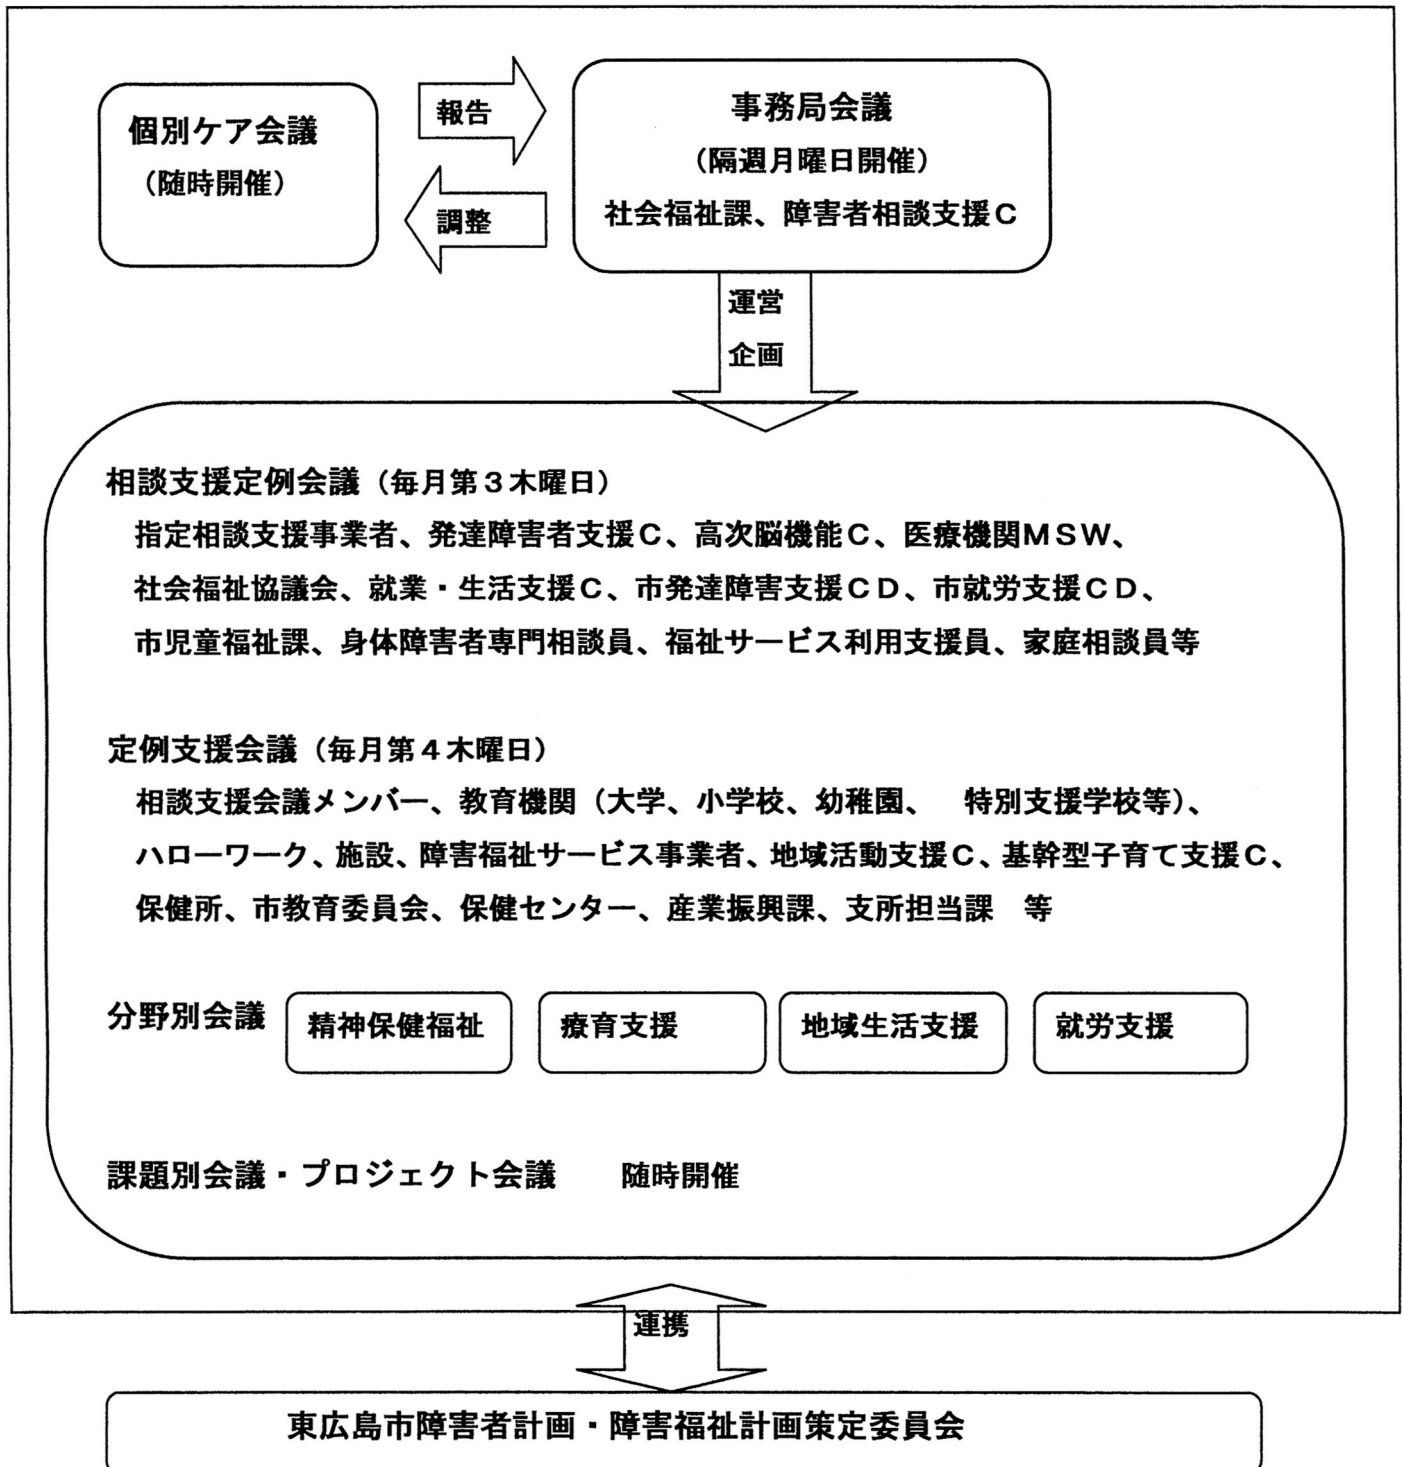 個別ケア会議
（随時開催）
報告
調整
事務局会議
（隔週月曜日開催）
社会福祉課、障害者相談支援Ｃ
運営
企画
相談支援定例会議（毎月第３木曜日）
指定相談支援事業者、発達障害者支援Ｃ、高次脳機能Ｃ、医療機関ＭＳＷ、
社会福祉協議会、就業・生活支援Ｃ、市発達障害支援ＣＤ、市就労支援ＣＤ、
市児童福祉課、身体障害者専門相談員、福祉サービス利用支援員、家庭相談員等
定例支援会議（毎月第４木曜日）
相談支援会議メンバー、教育機関（大学、小学校、幼稚園、　特別支援学校等）、
ハローワーク、施設、障害福祉サービス事業者、地域活動支援Ｃ、基幹型子育て支援Ｃ、
保健所、市教育委員会、保健センター、産業振興課、支所担当課　等
分野別会議
精神保健福祉
療育支援
地域生活支援
就労支援
課題別会議・プロジェクト会議　　随時開催
連携
東広島市障害者計画・障害福祉計画策定委員会